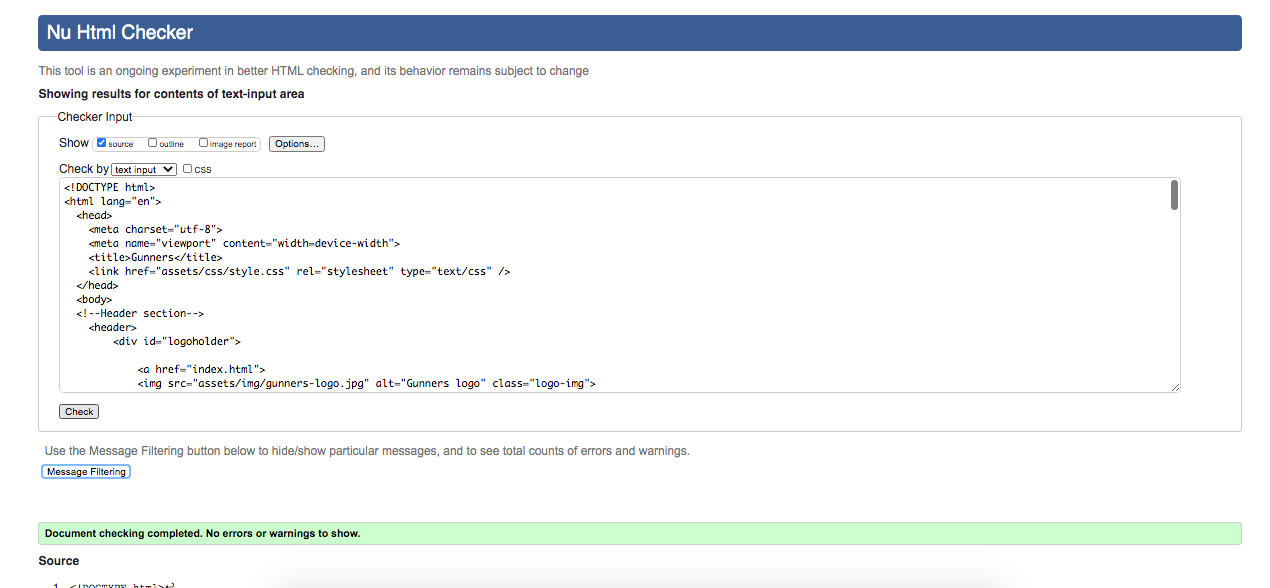 Nu Html Checker
This tool is an ongoing experiment in better HTML checking, and its behavior remains subject to change
Showing results for contents of text-input area
Checker Input
Show source outline image report Options...
Check by text input css
<!DOCTYPE html>
<html lang="en">
<head>
<meta charset="utf-8">
<meta name="viewport" content="width=device-width">
<title>Gunners</title>
<link href="assets/css/style.css" rel="stylesheet" type="text/css" />
</head>
<body>
<!--Header section-->
<header>
<div id="logoholder">
<a href="index.html">
<img src="assets/img/gunners-logo.jpg" alt="Gunners logo" class="logo-img">
Check
Use the Message Filtering button below to hide/show particular messages, and to see total counts of errors and warnings.
Message Filtering
Document checking completed. No errors or warnings to show.
Source
1. <!DOCTYPE html>↩